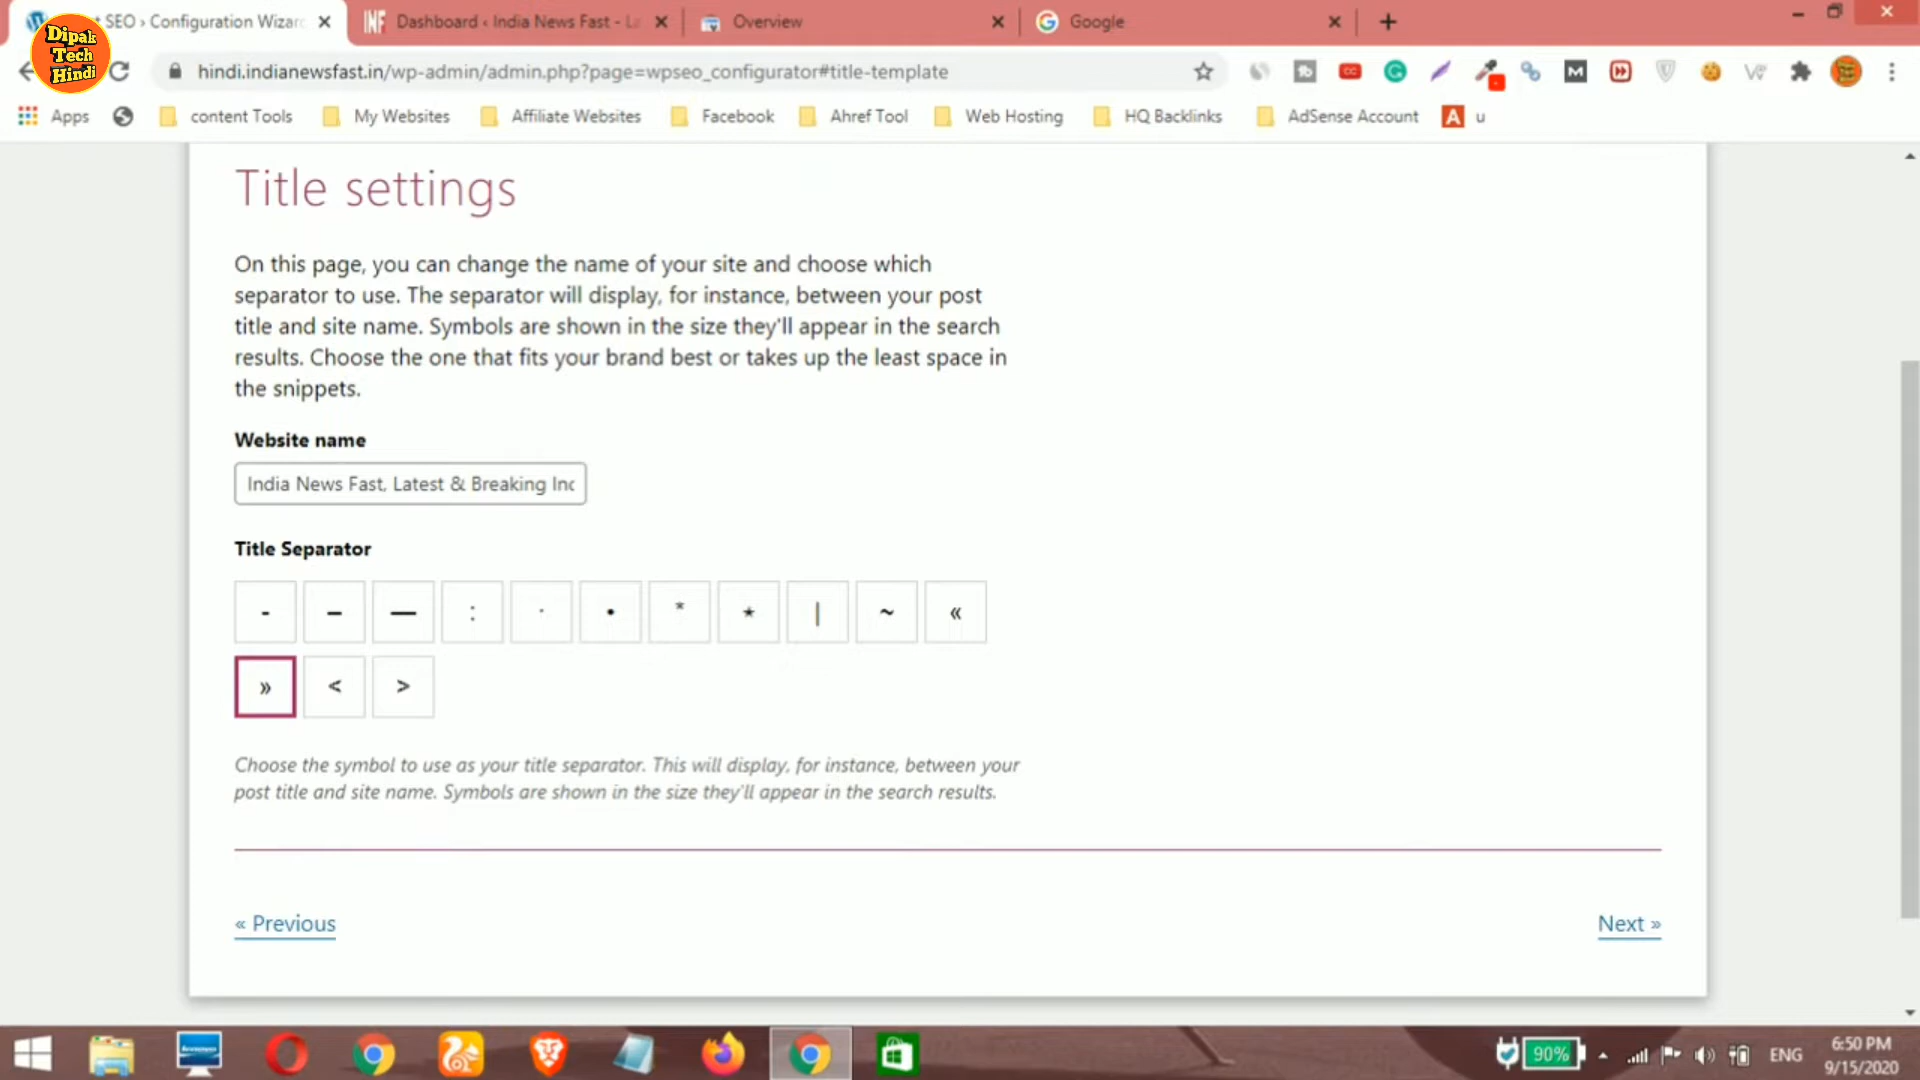 t SEO › Configuration Wizar
Dashboard ‹ India News Fast - La
Overview
Google
Dipak
Tech
Hindi
hindi.indianewsfast.in/wp-admin/admin.php?page=wpseo_configurator#title-template
Apps
content Tools
My Websites
Affiliate Websites
Facebook
Ahref Tool
Web Hosting
HQ Backlinks
AdSense Account
u
Title settings
On this page, you can change the name of your site and choose which
separator to use. The separator will display, for instance, between your post
title and site name. Symbols are shown in the size they'll appear in the search
results. Choose the one that fits your brand best or takes up the least space in
the snippets.
Website name
India News Fast, Latest & Breaking Inc
Title Separator
- – — : · • * ⋆ | ~ «
» < >
Choose the symbol to use as your title separator. This will display, for instance, between your
post title and site name. Symbols are shown in the size they'll appear in the search results.
« Previous
Next »
90%
ENG
6:50 PM
9/15/2020